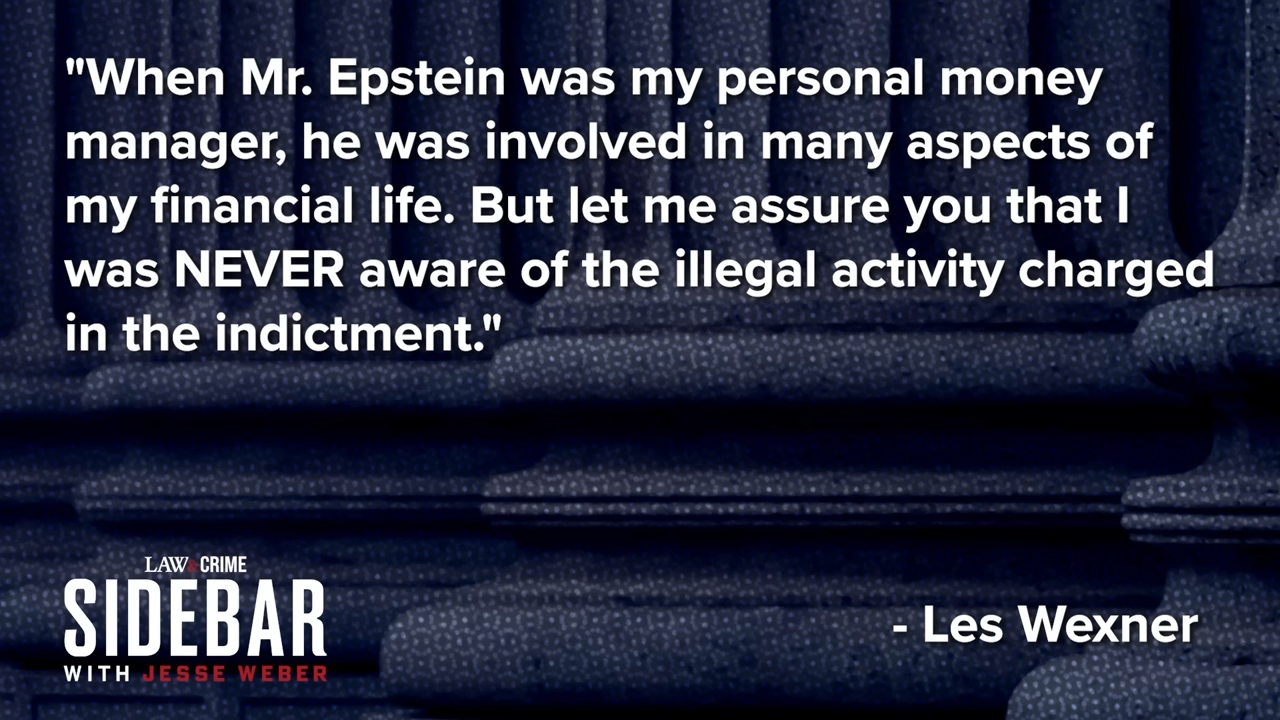 "When Mr. Epstein was my personal money
manager, he was involved in many aspects of
my financial life. But let me assure you that I
was NEVER aware of the illegal activity charged
in the indictment."
LAW&CRIME
SIDEBAR
WITH JESSE WEBER
- Les Wexner